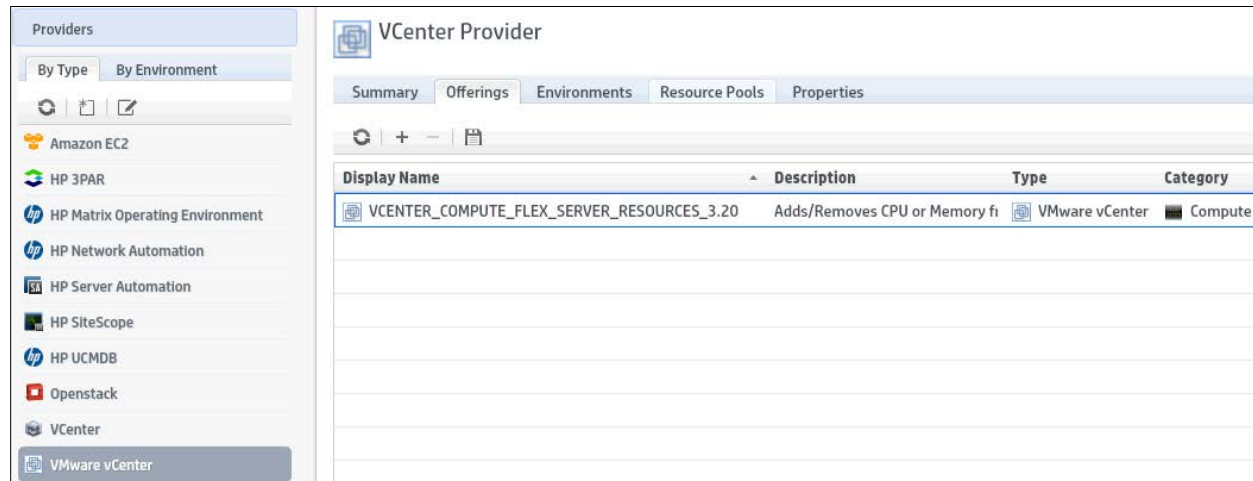 Providers
By Type By Environment
Amazon EC2
HP 3PAR
HP Matrix Operating Environment
HP Network Automation
SA HP Server Automation
HP SiteScope
HP UCMDB
Openstack
VCenter
VMware vCenter
VCenter Provider
Summary Offerings Environments Resource Pools Properties
Display Name Description Type Category
VCENTER_COMPUTE_FLEX_SERVER_RESOURCES_3.20 Adds/Removes CPU or Memory VMware vCenter Compute